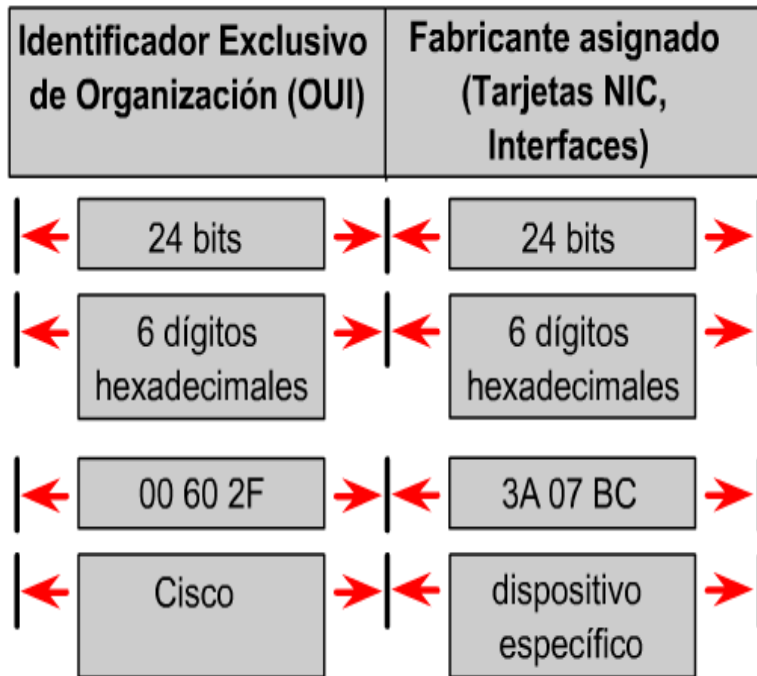 Identificador Exclusivo
de Organización (OUI)
Fabricante asignado
(Tarjetas NIC,
Interfaces)
24 bits
24 bits
6 dígitos
hexadecimales
6 dígitos
hexadecimales
00 60 2F
3A 07 BC
Cisco
dispositivo
específico